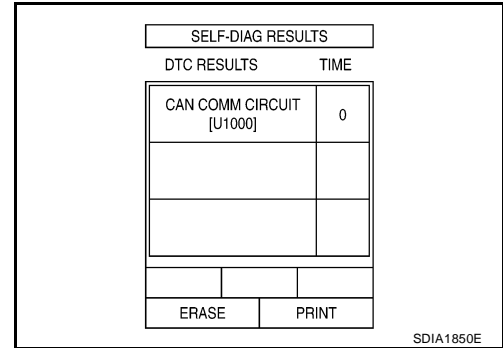 SELF-DIAG RESULTS
DTC RESULTS TIME
CAN COMM CIRCUIT 0
[U1000]
ERASE PRINT
SDIA1850E